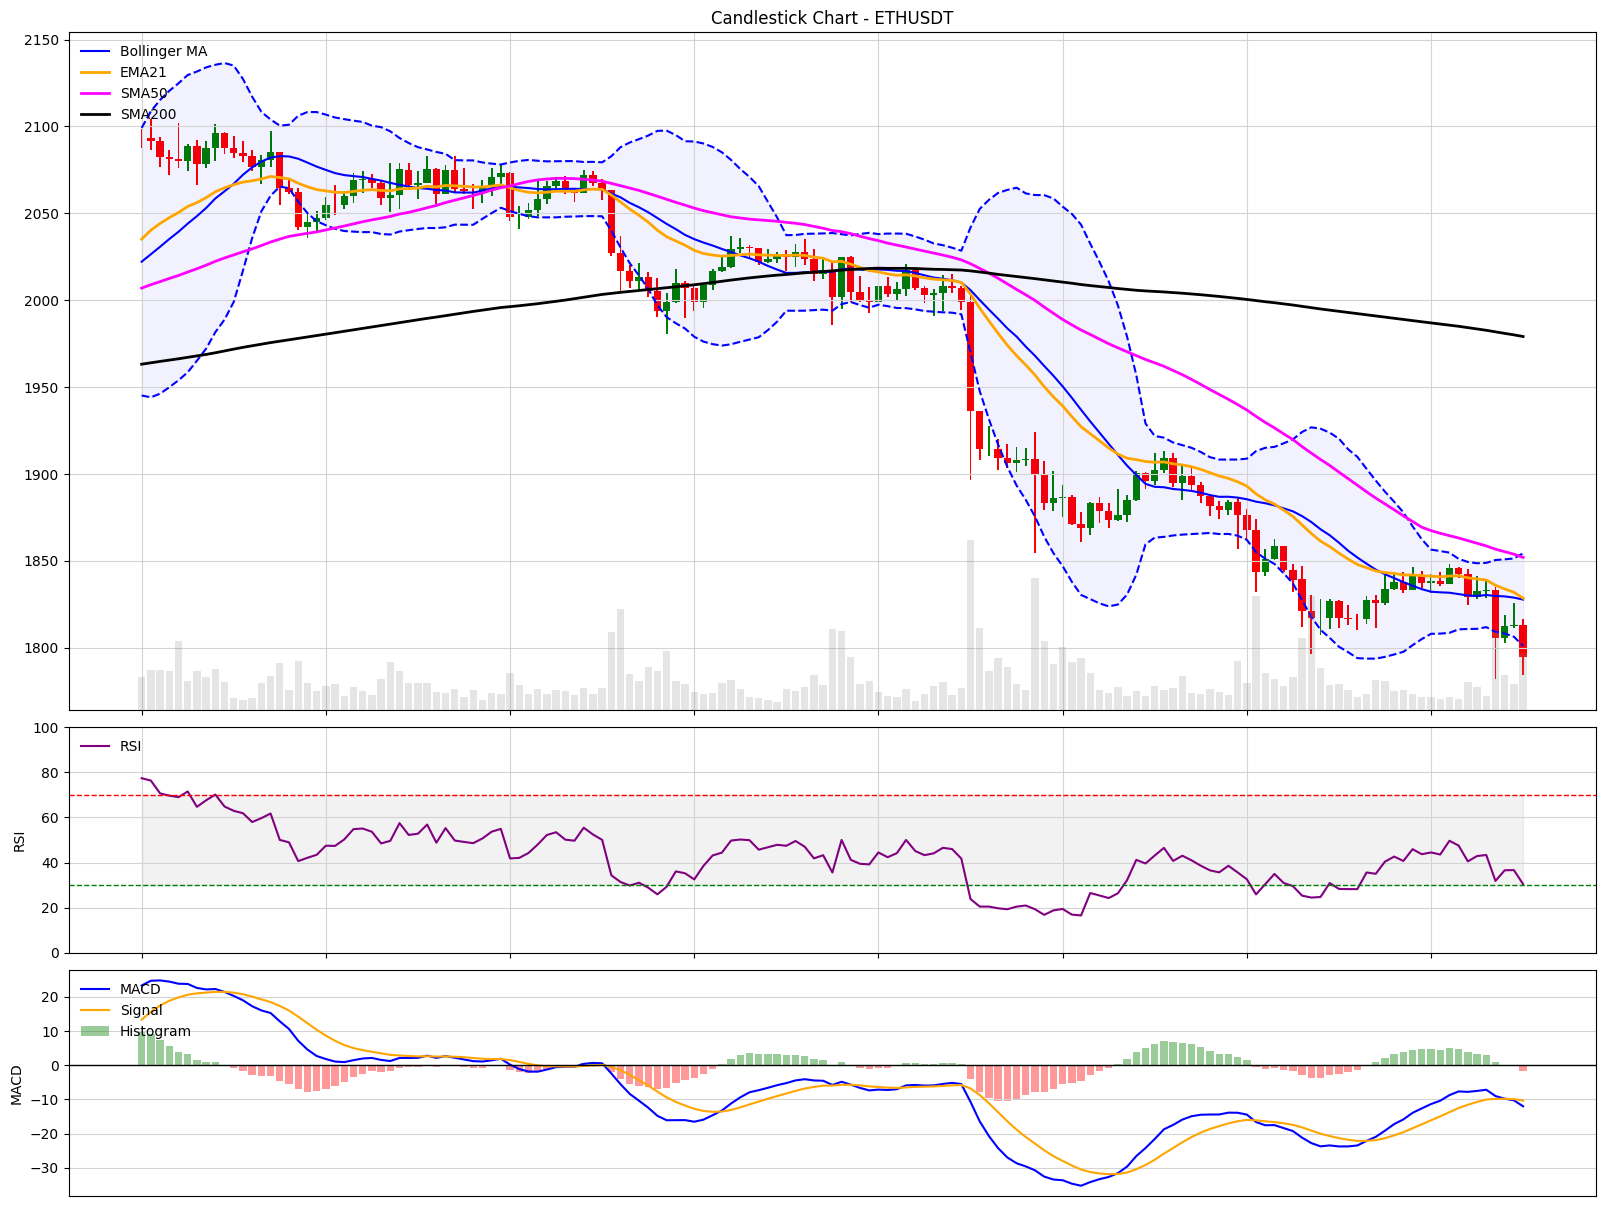 Candlestick Chart - ETHUSDT
2150
Bollinger MA
EMA21
SMA50
SMA200
2100
2050
2000
1950
1900
1850
1800
100
RSI
80
60
RSI
40
20
0
MACD
20
Signal
Histogram
10
0
MACD
−10
−20
−30